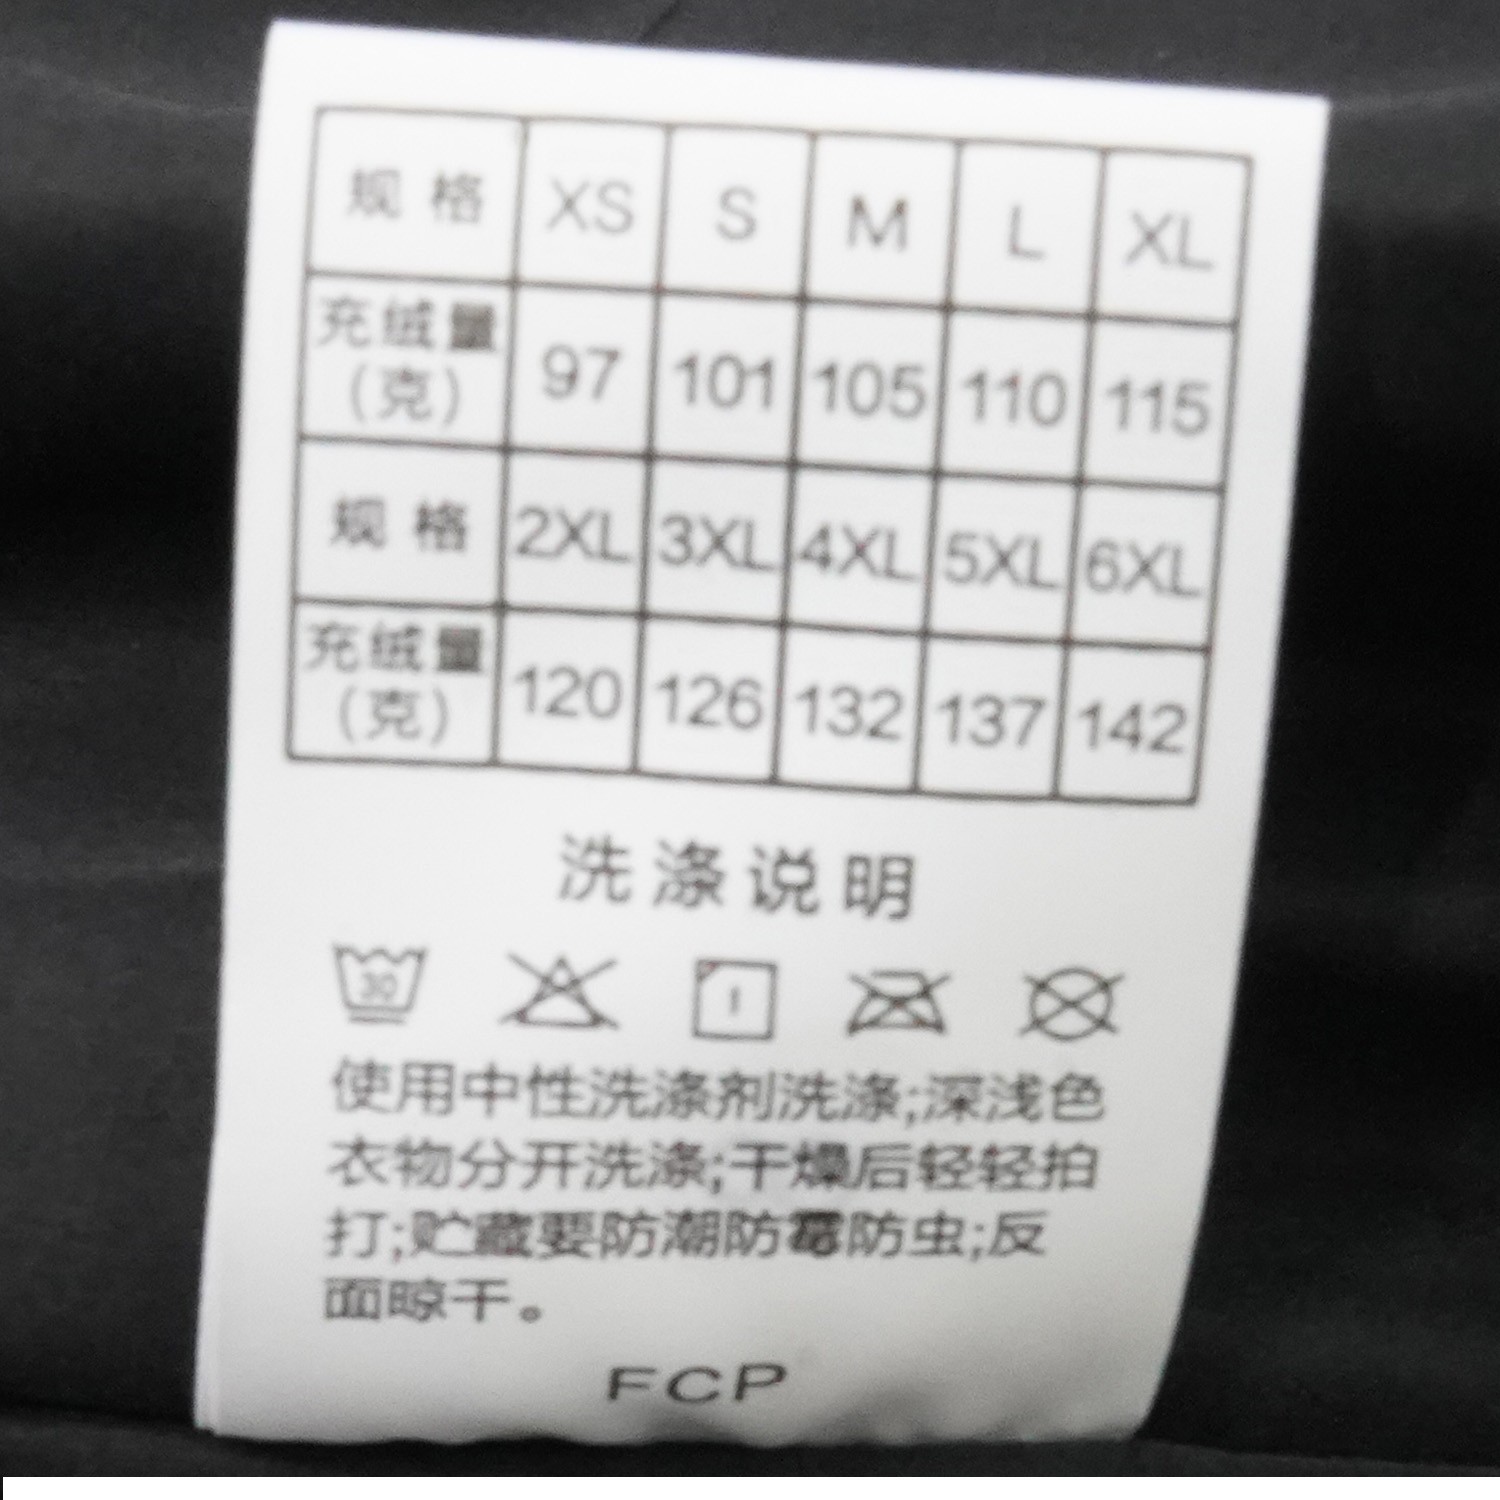 规格 XS S M L XL
充绒量(克) 97 101 105 110 115
规格 2XL 3XL 4XL 5XL 6XL
充绒量(克) 120 126 132 137 142
洗涤说明
30
使用中性洗涤剂洗涤;深浅色
衣物分开洗涤;干燥后轻轻拍
打;贮藏要防潮防霉防虫;反
面晾干。
FCP